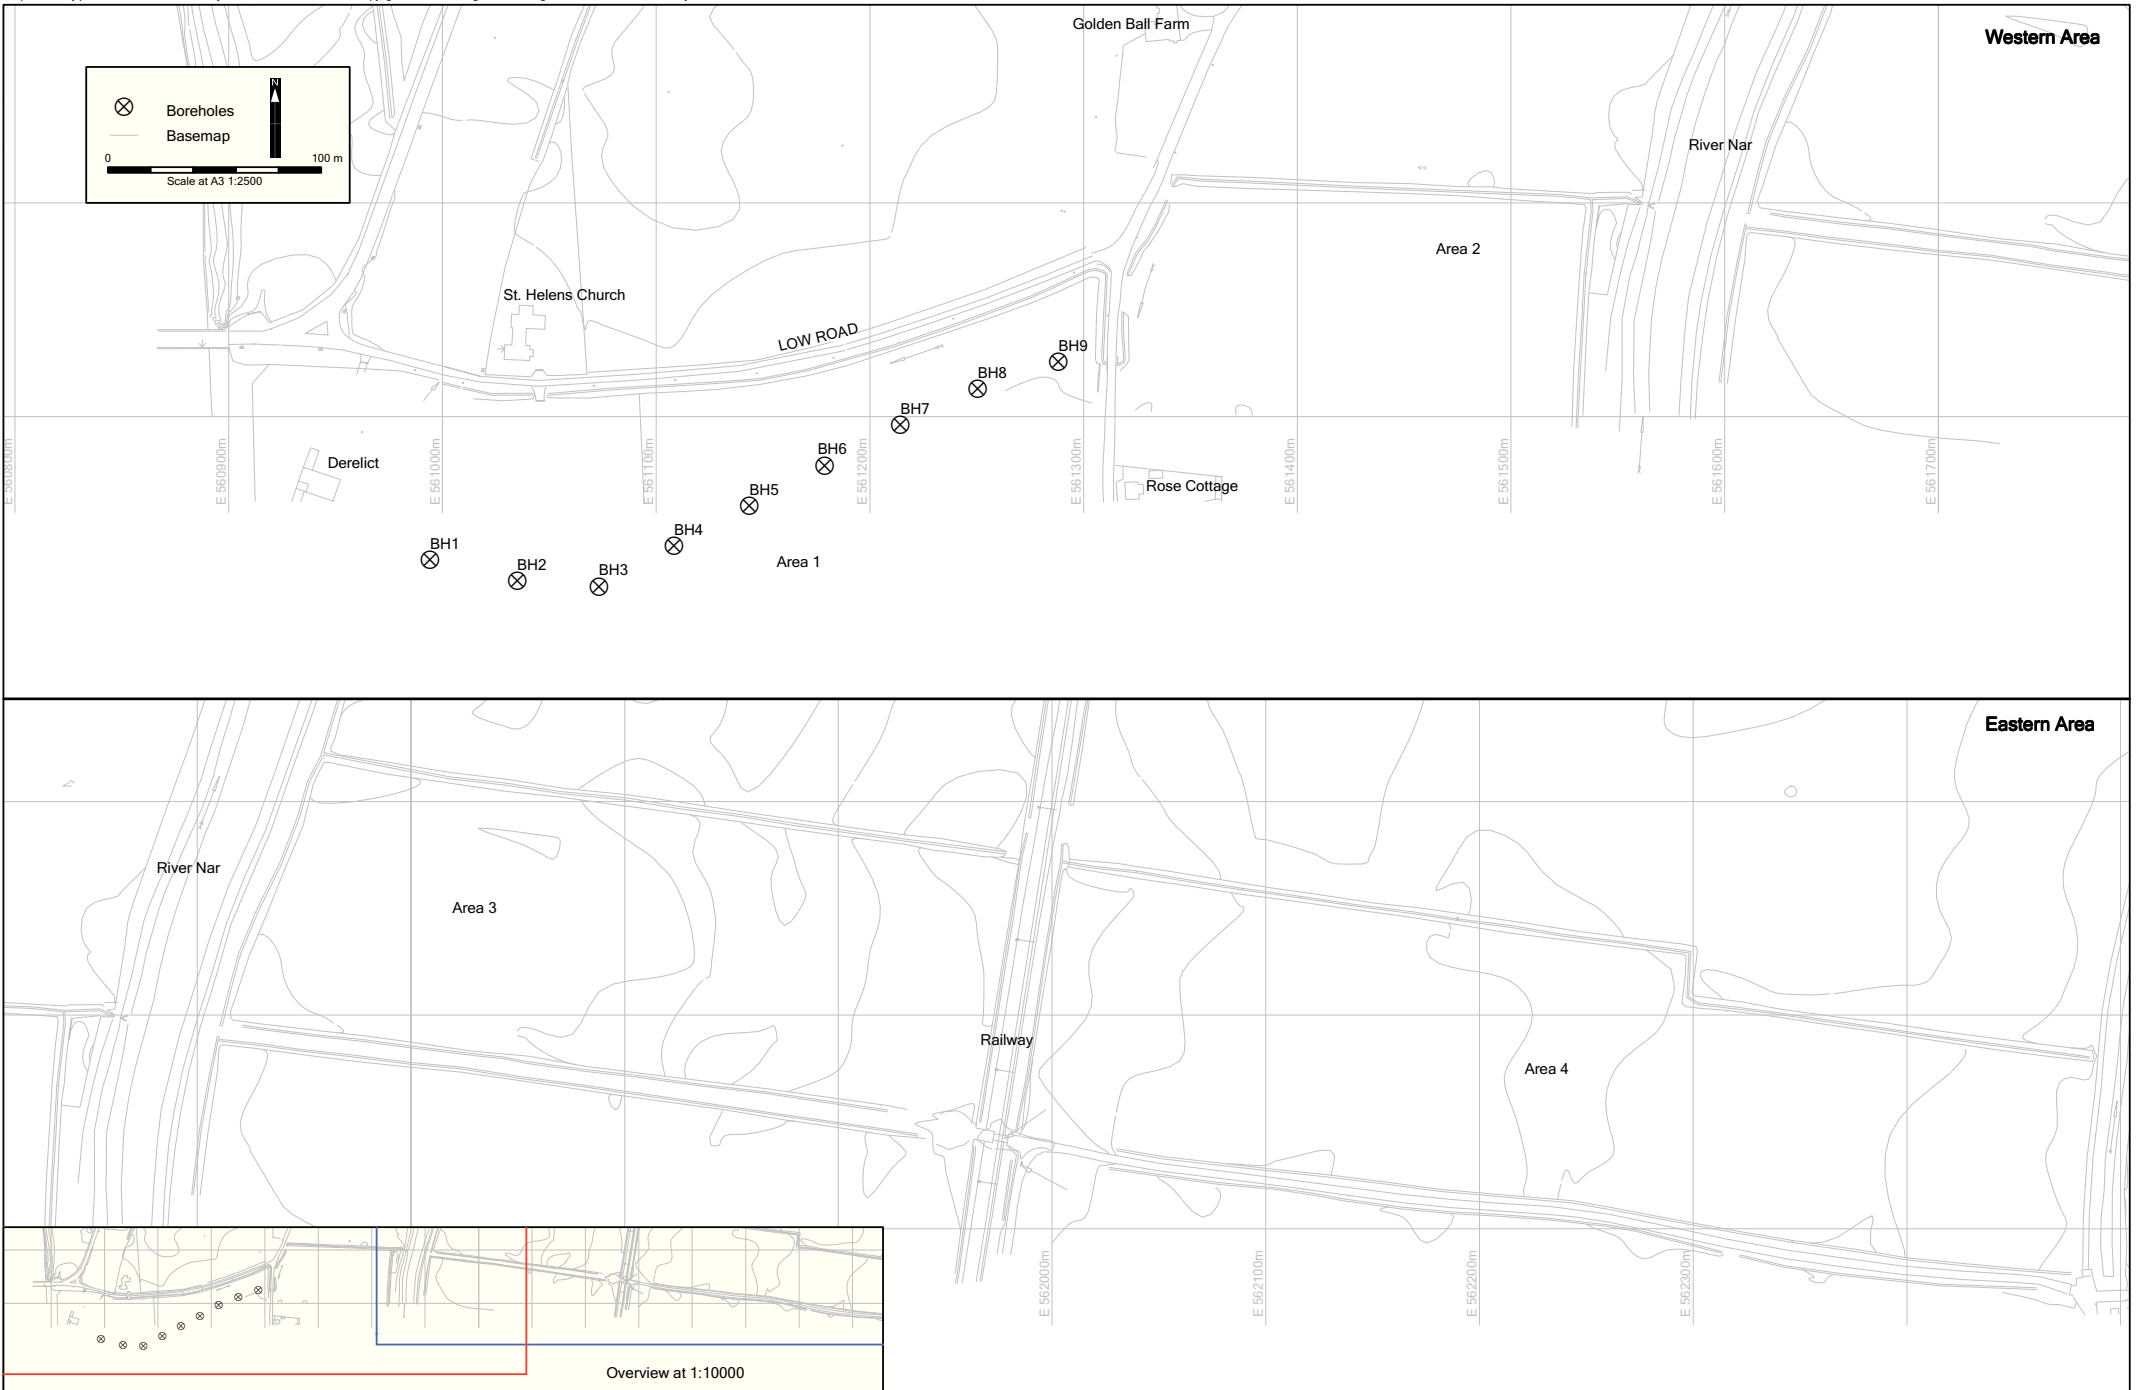 Golden Ball Farm
Western Area
N
Boreholes
Basemap
0 100 m
Scale at A3 1:2500
River Nar
Area 2
St. Helens Church
LOW ROAD
BH9
BH8
BH7
BH6
BH5
BH4
BH1
BH2
BH3
Derelict
Rose Cottage
Area 1
E 560800m
E 560900m
E 561000m
E 561100m
E 561200m
E 561300m
E 561400m
E 561500m
E 561600m
E 561700m
Eastern Area
River Nar
Area 3
Railway
Area 4
E 562000m
E 562100m
E 562200m
E 562300m
Overview at 1:10000